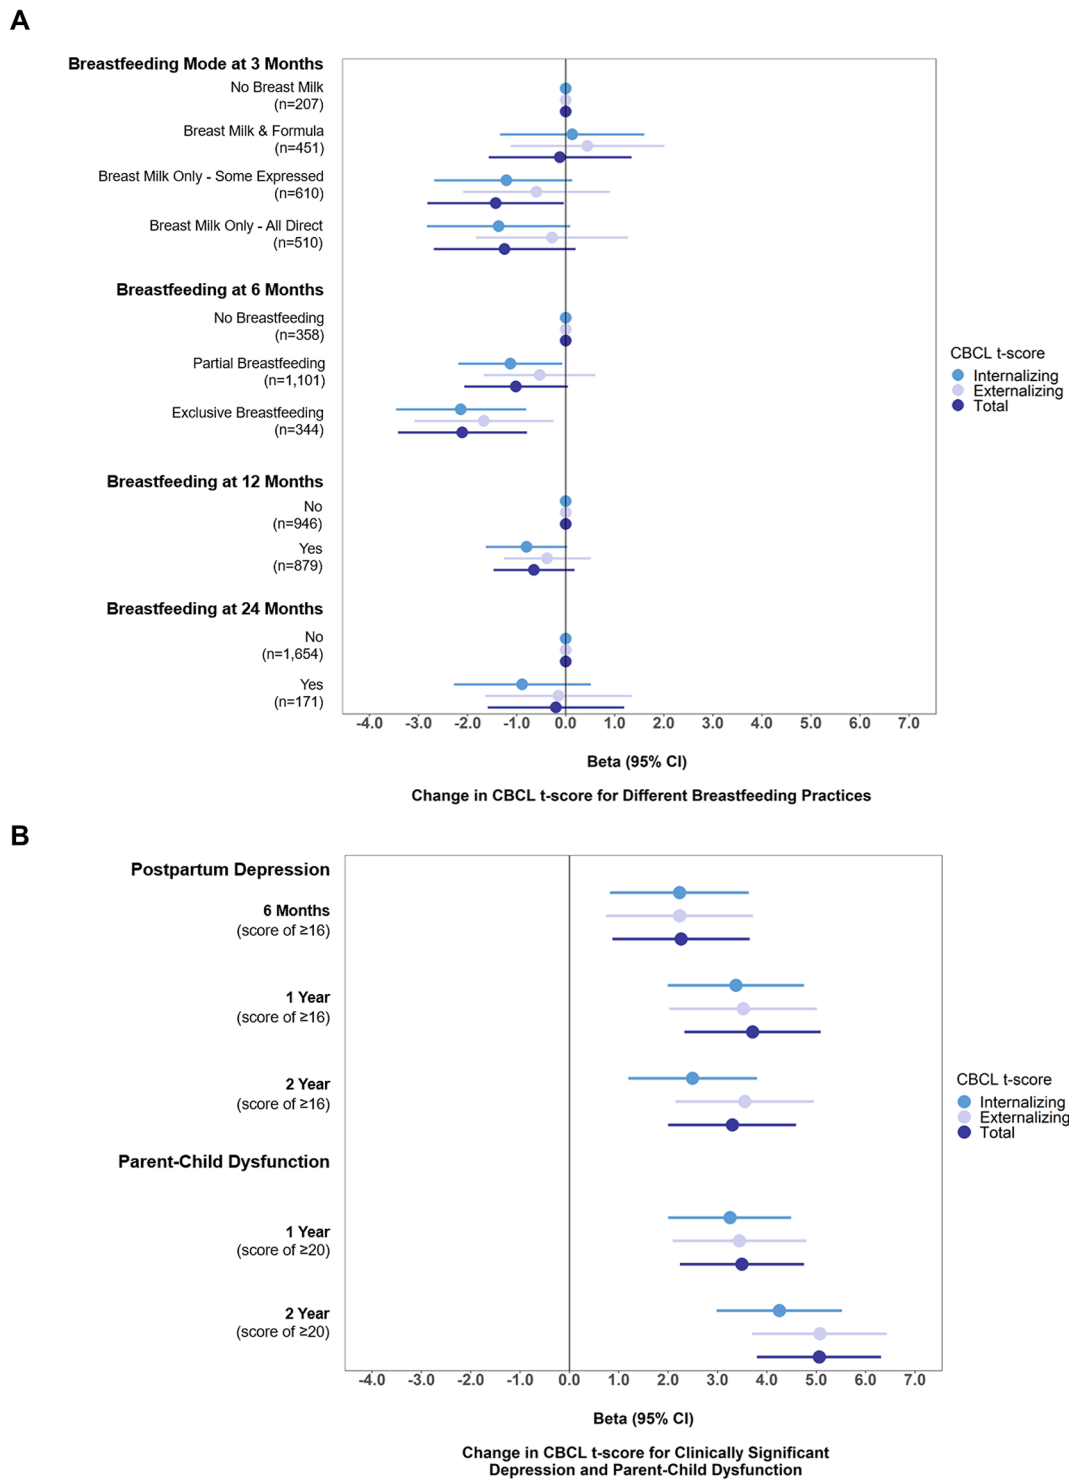 A
Breastfeeding Mode at 3 Months
No Breast Milk
(n=207)
Breast Milk & Formula
(n=451)
Breast Milk Only - Some Expressed
(n=610)
Breast Milk Only - All Direct
(n=510)
Breastfeeding at 6 Months
No Breastfeeding
(n=358)
Partial Breastfeeding
(n=1,101)
Exclusive Breastfeeding
(n=344)
Breastfeeding at 12 Months
No
(n=946)
Yes
(n=879)
Breastfeeding at 24 Months
No
(n=1,654)
Yes
(n=171)
CBCL t-score
Internalizing
Externalizing
Total
-4.0 -3.0 -2.0 -1.0 0.0 1.0 2.0 3.0 4.0 5.0 6.0 7.0
Beta (95% CI)
Change in CBCL t-score for Different Breastfeeding Practices
B
Postpartum Depression
6 Months
(score of ≥16)
1 Year
(score of ≥16)
2 Year
(score of ≥16)
Parent-Child Dysfunction
1 Year
(score of ≥20)
2 Year
(score of ≥20)
CBCL t-score
Internalizing
Externalizing
Total
-4.0 -3.0 -2.0 -1.0 0.0 1.0 2.0 3.0 4.0 5.0 6.0 7.0
Beta (95% CI)
Change in CBCL t-score for Clinically Significant
Depression and Parent-Child Dysfunction